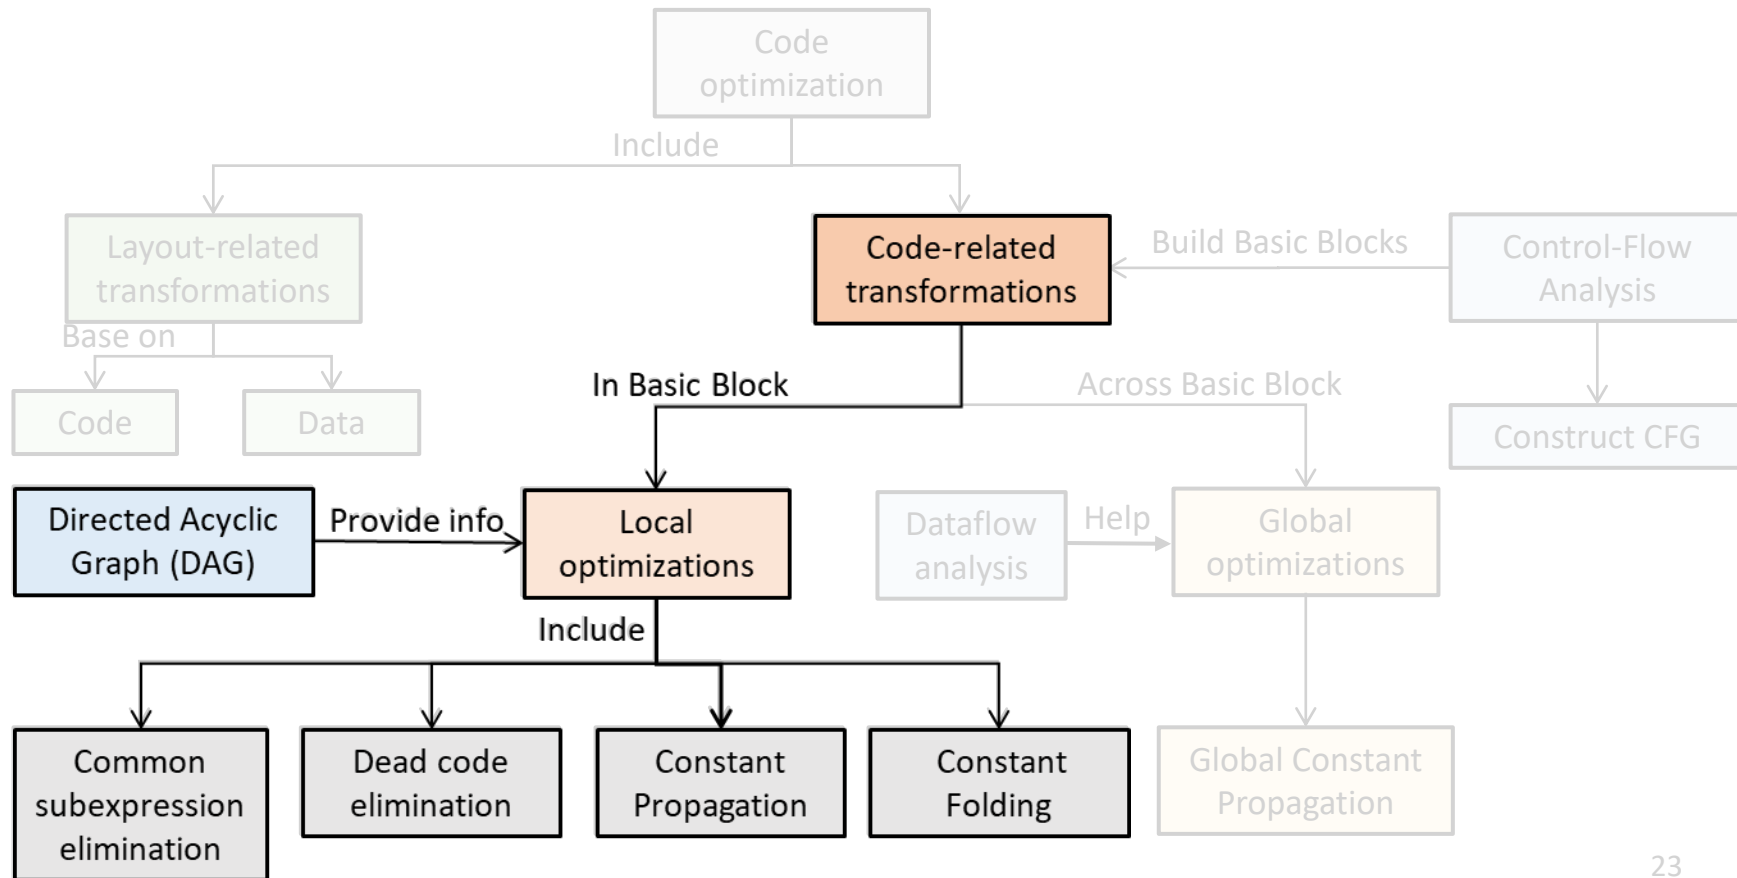 Code
optimization
Include
Layout-related
transformations
Code-related
transformations
Build Basic Blocks
Control-Flow
Analysis
Base on
Code
Data
In Basic Block
Across Basic Block
Construct CFG
Directed Acyclic
Graph (DAG)
Provide info
Local
optimizations
Dataflow
analysis
Help
Global
optimizations
Include
Common
subexpression
elimination
Dead code
elimination
Constant
Propagation
Constant
Folding
Global Constant
Propagation
23